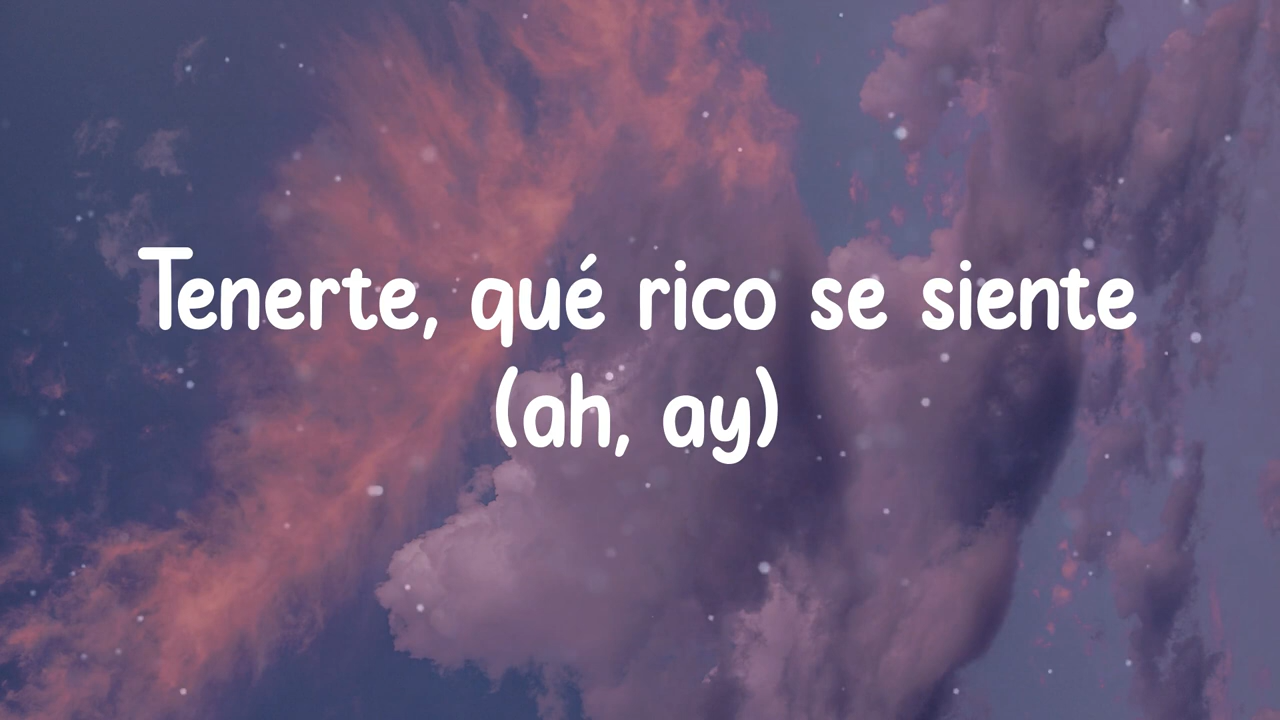 Tenerte, qué rico se siente
(ah, ay)